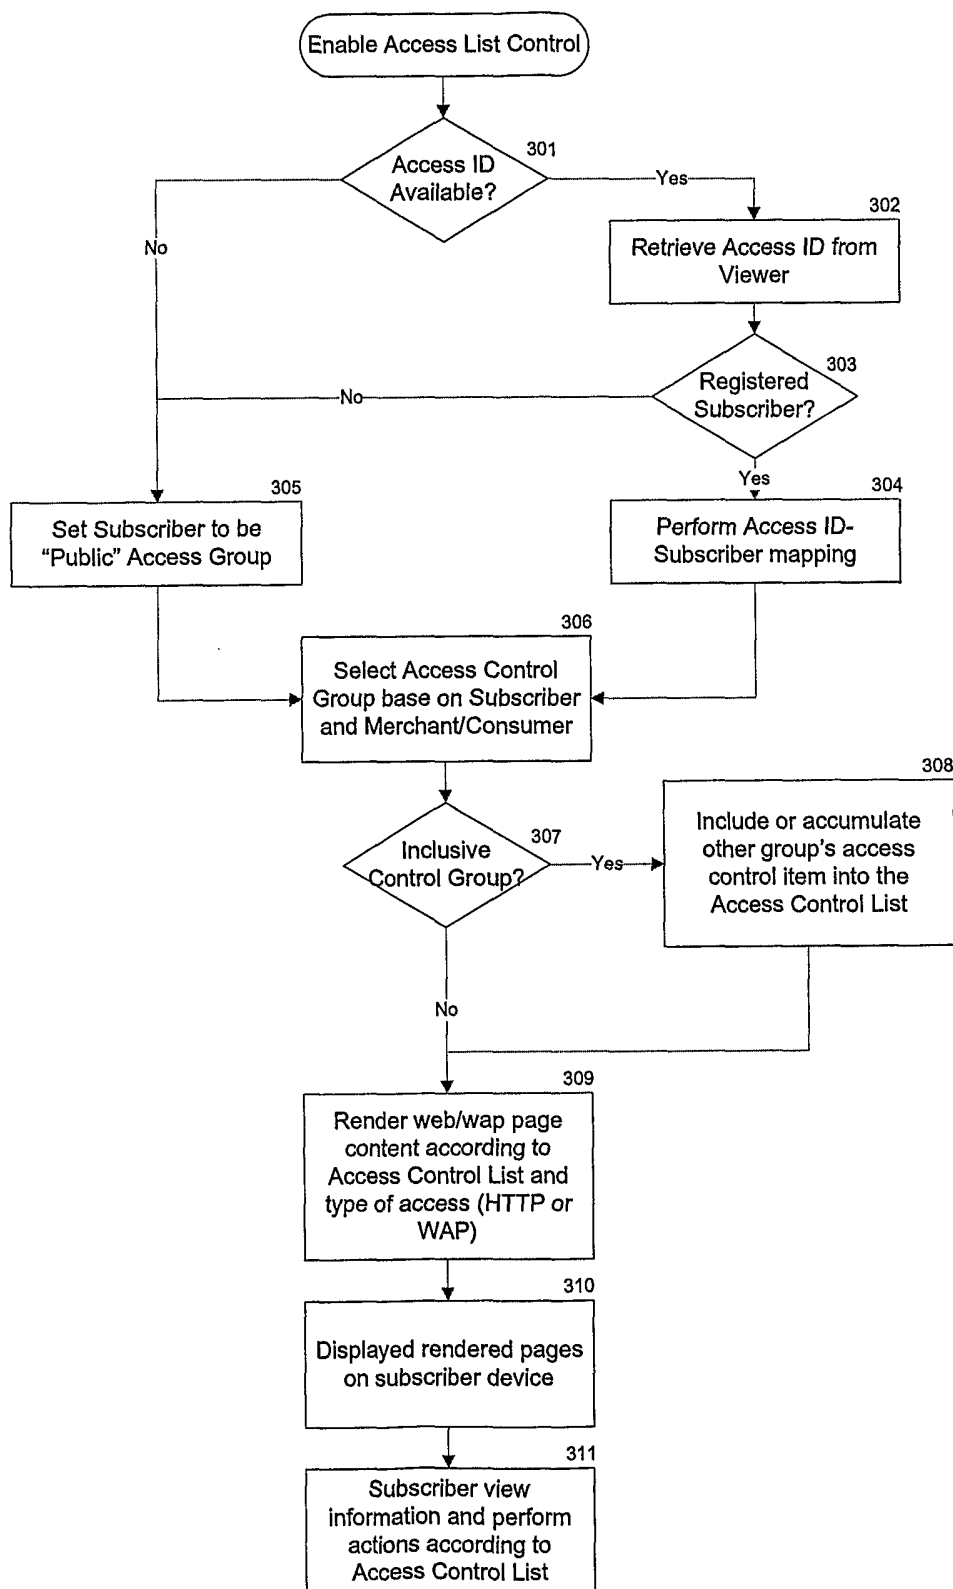 Enable Access List Control
301
Access ID
Available?
Yes
No
302
Retrieve Access ID from
Viewer
303
Registered
Subscriber?
No
Yes
305
Set Subscriber to be
“Public” Access Group
304
Perform Access ID-
Subscriber mapping
306
Select Access Control
Group base on Subscriber
and Merchant/Consumer
307
Inclusive
Control Group?
Yes
308
Include or accumulate
other group's access
control item into the
Access Control List
No
309
Render web/wap page
content according to
Access Control List and
type of access (HTTP or
WAP)
310
Displayed rendered pages
on subscriber device
311
Subscriber view
information and perform
actions according to
Access Control List